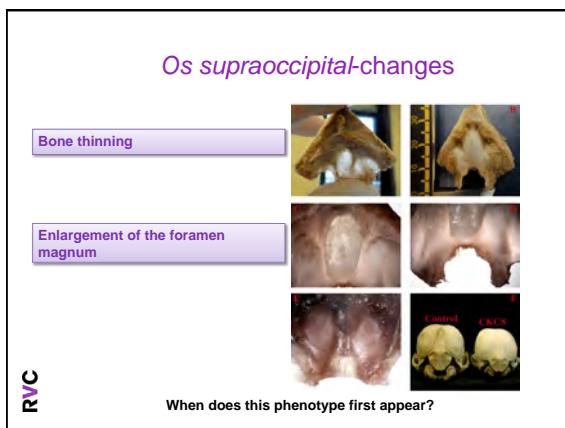 Os supraoccipital-changes
Bone thinning
Enlargement of the foramen
magnum
B
E
F
Control
CKCS
When does this phenotype first appear?
RVC